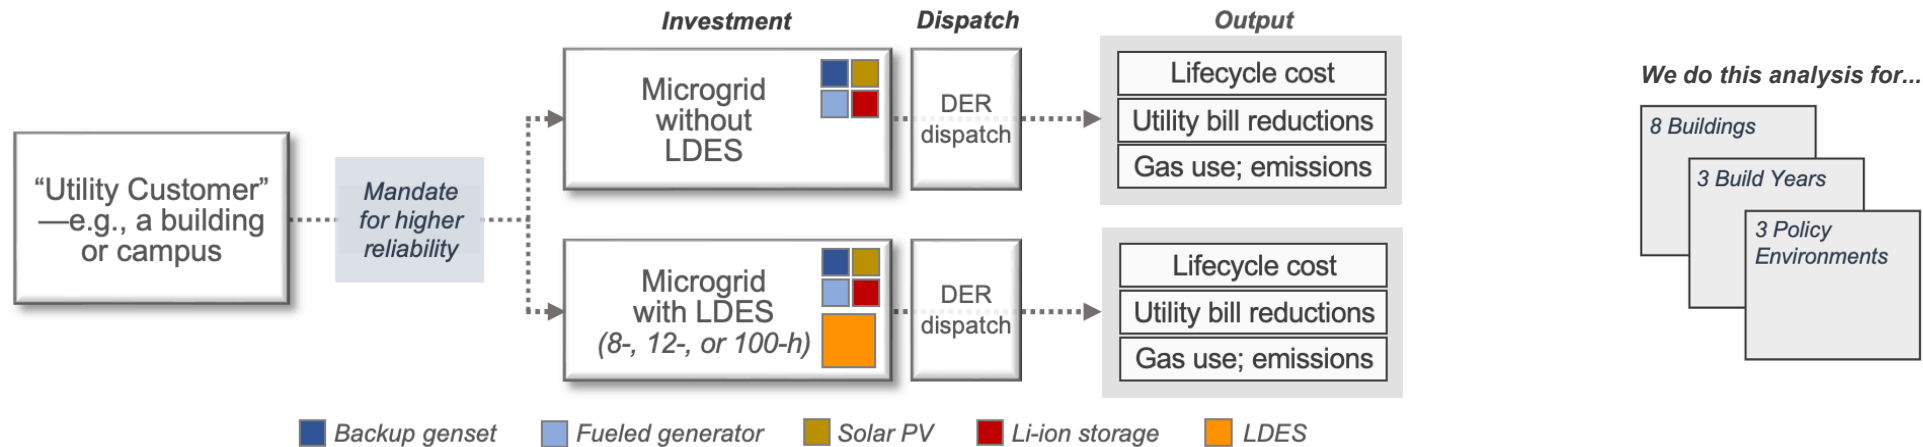 Investment
Dispatch
Output
“Utility Customer”
—e.g., a building
or campus
Mandate
for higher
reliability
Microgrid
without
LDES
DER
dispatch
Lifecycle cost
Utility bill reductions
Gas use; emissions
Microgrid
with LDES
(8-, 12-, or 100-h)
DER
dispatch
Lifecycle cost
Utility bill reductions
Gas use; emissions
We do this analysis for...
8 Buildings
3 Build Years
3 Policy
Environments
Backup genset
Fueled generator
Solar PV
Li-ion storage
LDES